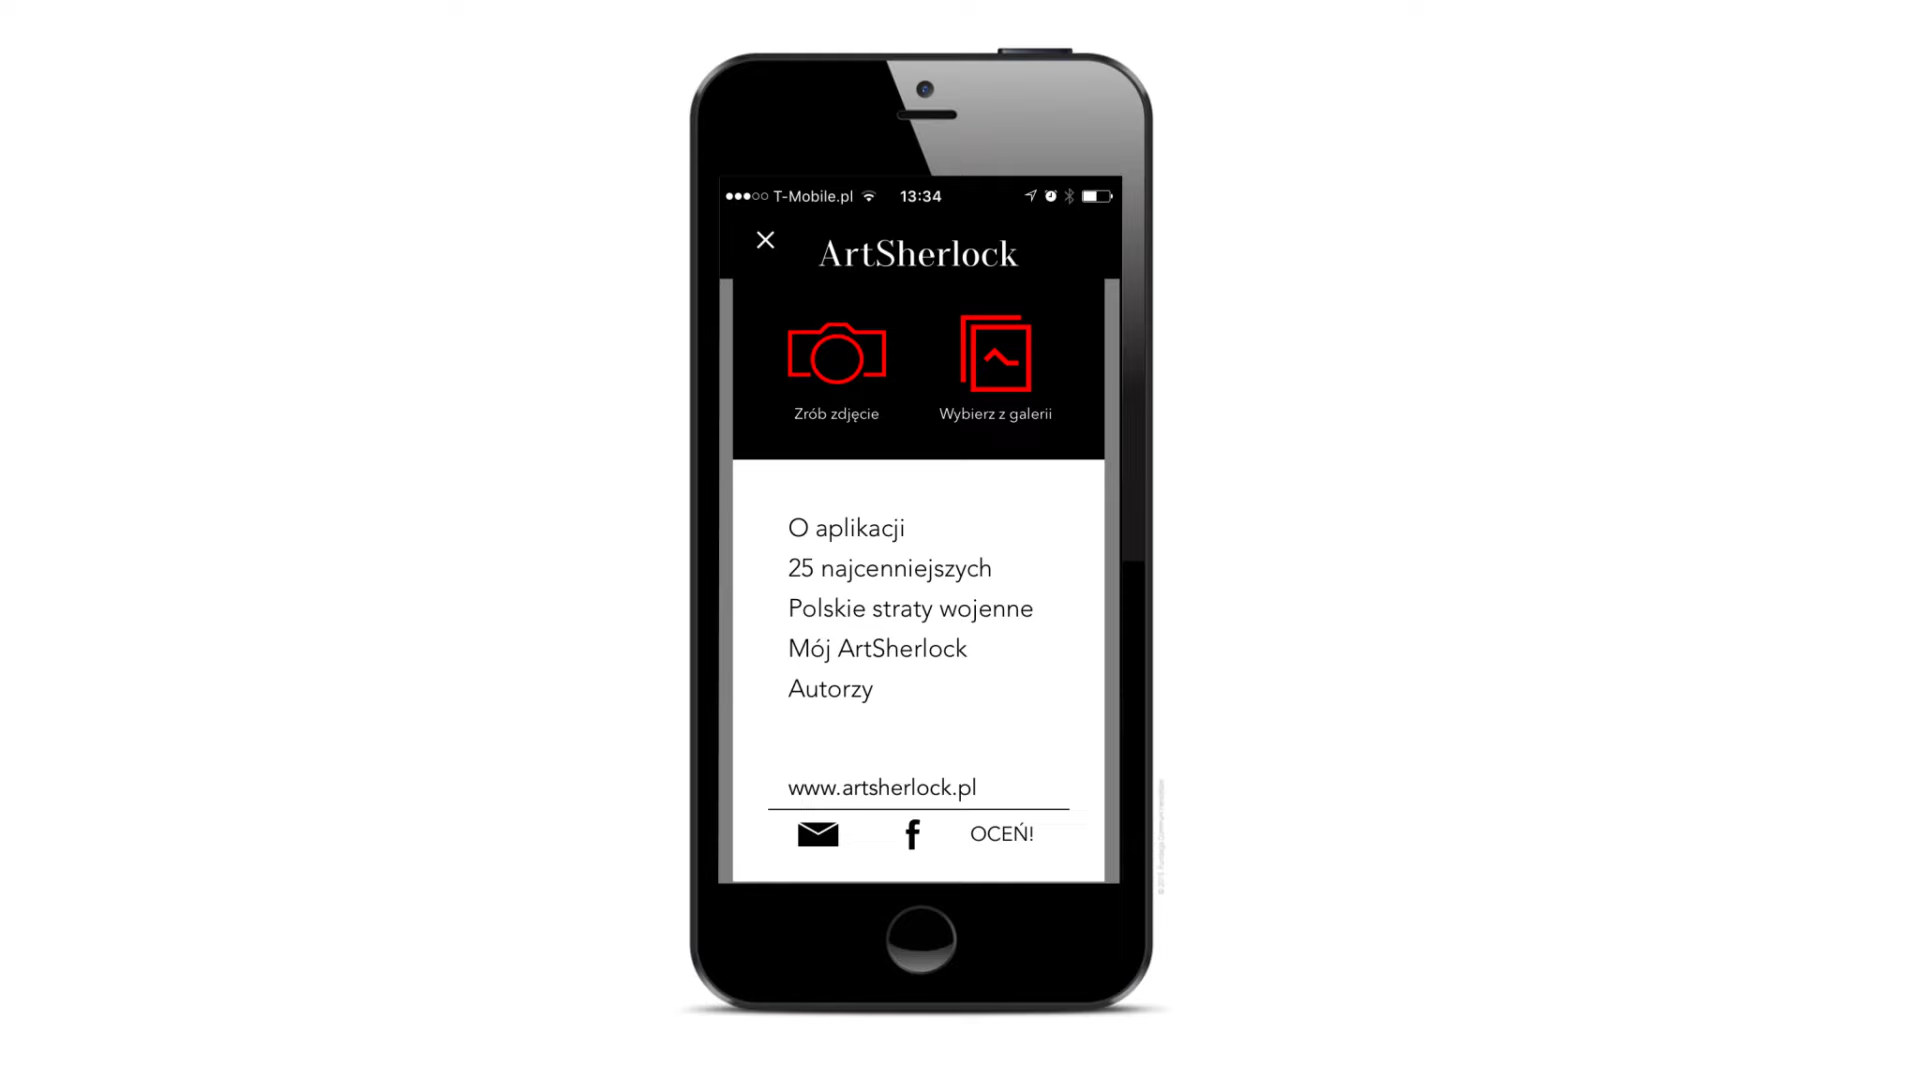 T-Mobile.pl 13:34
ArtSherlock
Zrób zdjęcie
Wybierz z galerii
O aplikacji
25 najcenniejszych
Polskie straty wojenne
Mój ArtSherlock
Autorzy
www.artsherlock.pl
OCEŃ!